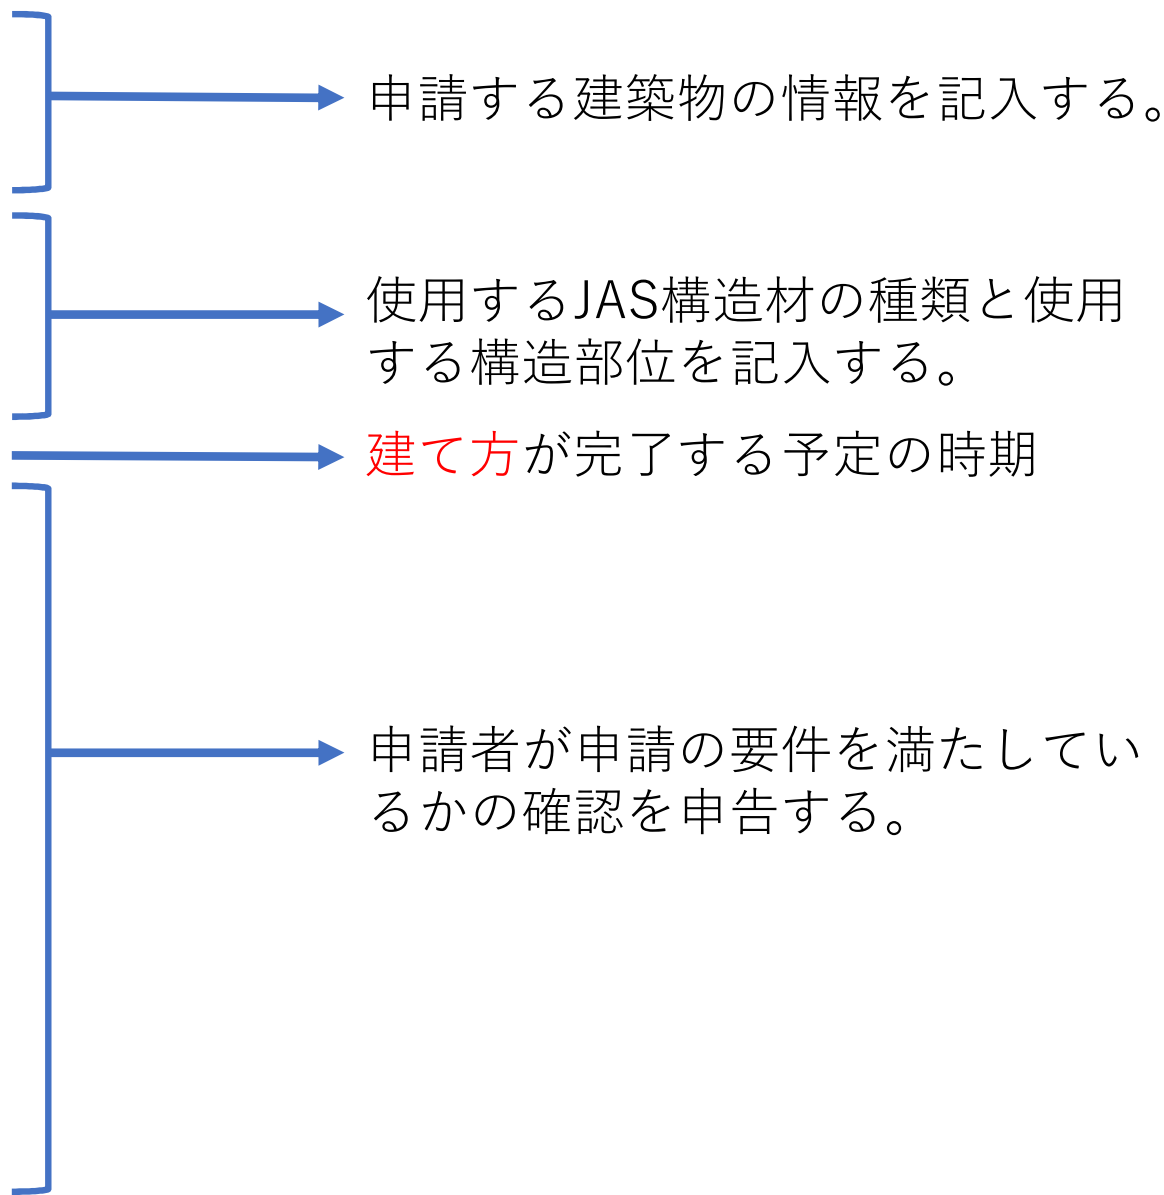 申請する建築物の情報を記入する。
使用するJAS構造材の種類と使用
する構造部位を記入する。
建て方が完了する予定の時期
申請者が申請の要件を満たしてい
るかの確認を申告する。